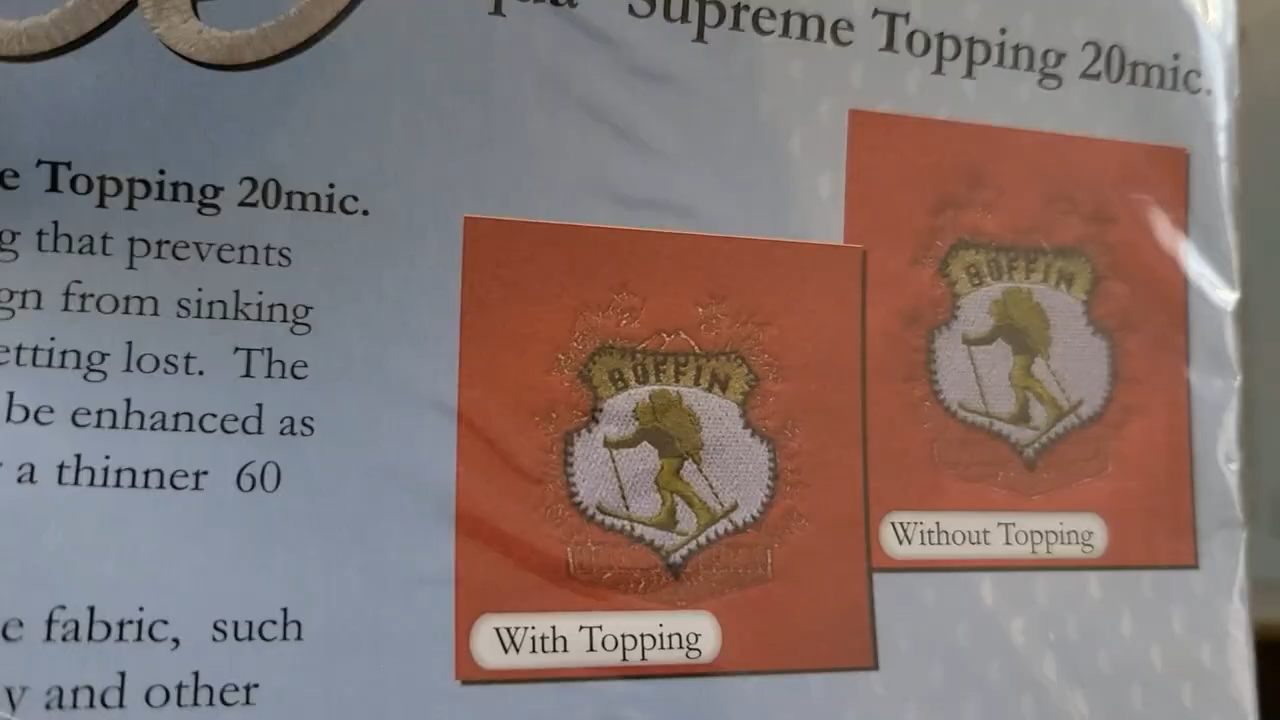 Supreme Topping 20mic.
e Topping 20mic.
g that prevents
gn from sinking
etting lost. The
be enhanced as
a thinner 60
e fabric, such
y and other
BOFFIN
With Topping
BOFFIN
Without Topping